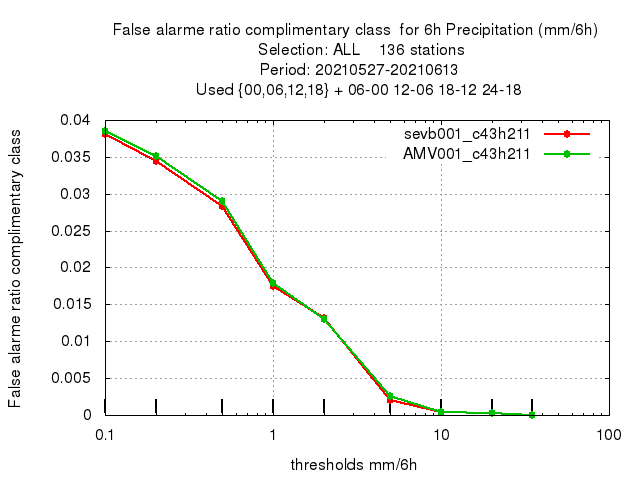 False alarme ratio complimentary class  for 6h Precipitation (mm/6h)
Selection: ALL    136 stations
Period: 20210527-20210613
Used {00,06,12,18} + 06-00 12-06 18-12 24-18
sevb001_c43h211
AMV001_c43h211
False alarme ratio complimentary class
0.04
0.035
0.03
0.025
0.02
0.015
0.01
0.005
0
0.1
1
10
100
thresholds mm/6h